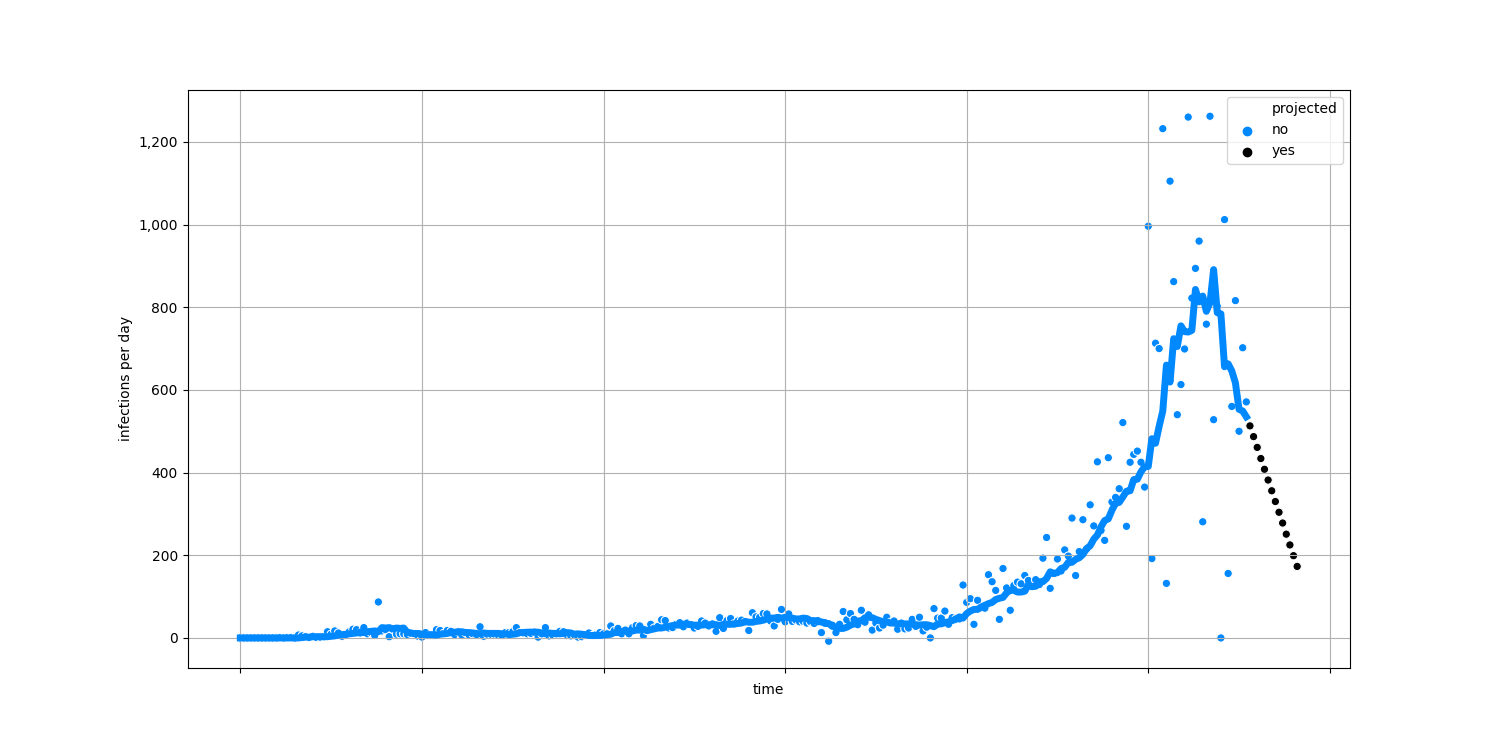 projected
no
yes
1,200
1,000
800
600
400
200
0
infections per day
time